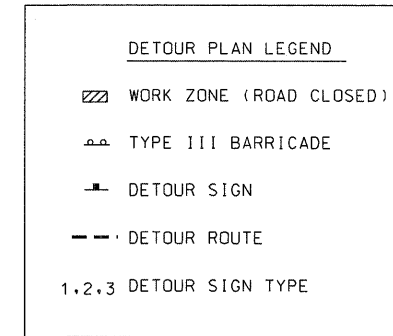 DETOUR PLAN LEGEND
WORK ZONE (ROAD CLOSED)
TYPE III BARRICADE
DETOUR SIGN
DETOUR ROUTE
1,2,3 DETOUR SIGN TYPE